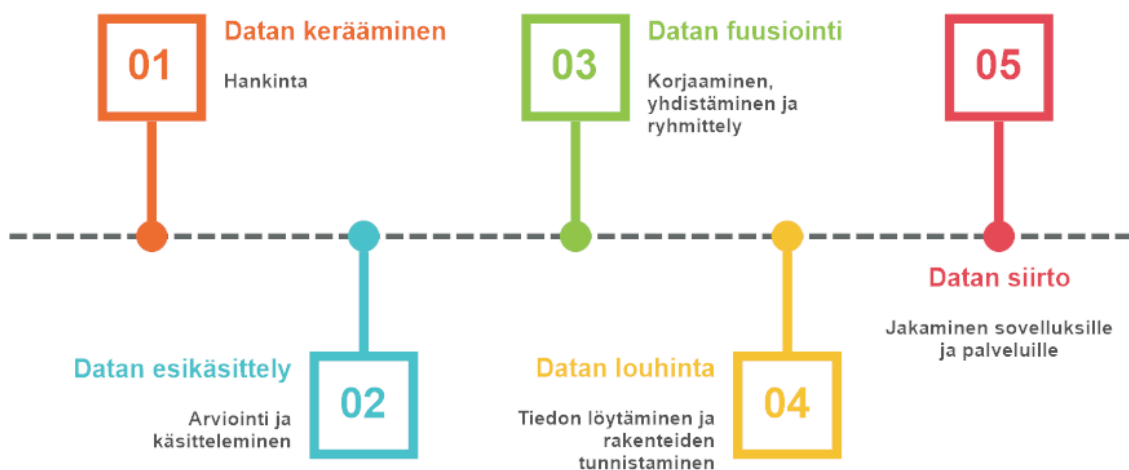 01
Datan kerääminen
Hankinta
02
Datan esikäsittely
Arviointi ja
käsitteleminen
03
Datan fuusiointi
Korjaaminen,
yhdistäminen ja
ryhmittely
04
Datan louhinta
Tiedon löytäminen ja
rakenteiden
tunnistaminen
05
Datan siirto
Jakaminen sovelluksille
ja palveluille